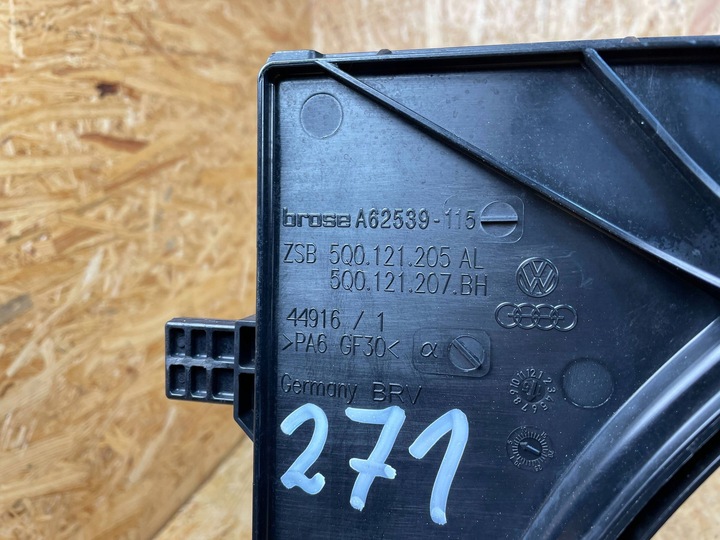 brose A62539-115
ZSB 5Q0.121.205 AL
5Q0.121.207.BH
44916 / 1
>PA6 GF30< α
Germany BRV
271